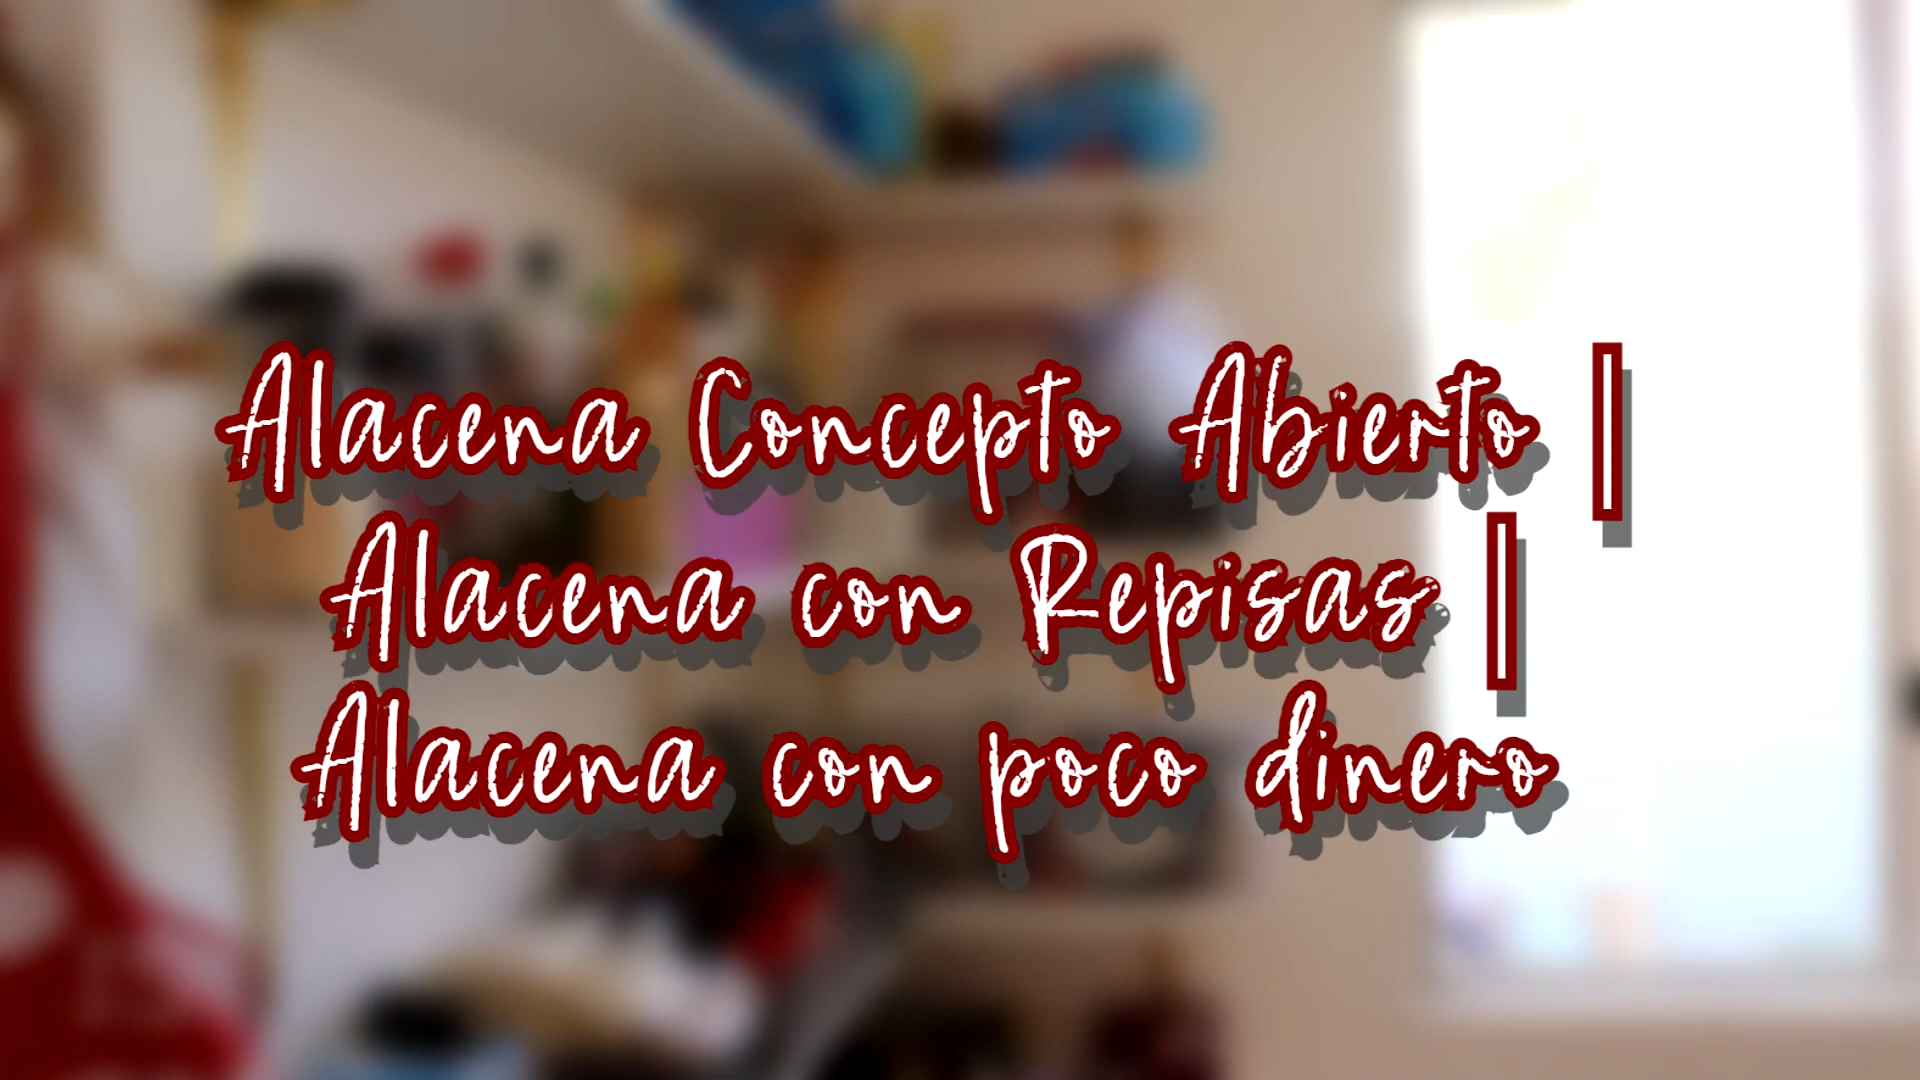 Alacena Concepto Abierto |
Alacena con Repisas |
Alacena con poco dinero